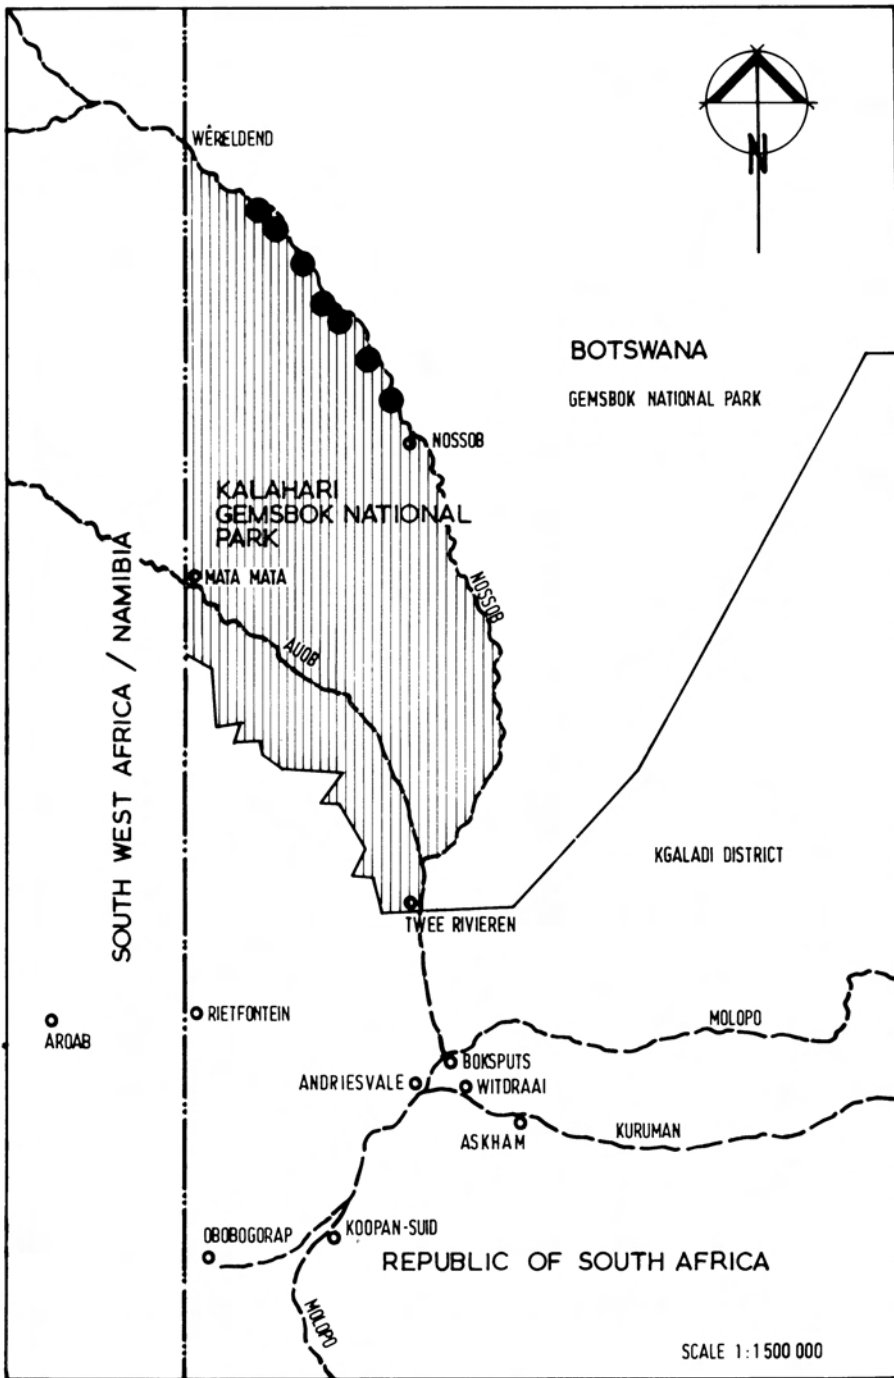 WÊRELDEND
N
BOTSWANA
GEMSBOK NATIONAL PARK
NOSSOB
KALAHARI
GEMSBOK NATIONAL
PARK
MATA MATA
NOSSOB
AUOB
SOUTH WEST AFRICA / NAMIBIA
KGALADI DISTRICT
TWEE RIVIEREN
RIETFONTEIN
AROAB
MOLOPO
BOKSPUTS
ANDRIESVALE
WITDRAAI
ASKHAM
KURUMAN
OBOBOGORAP
KOOPAN-SUID
REPUBLIC OF SOUTH AFRICA
MOLOPO
SCALE 1:1500 000